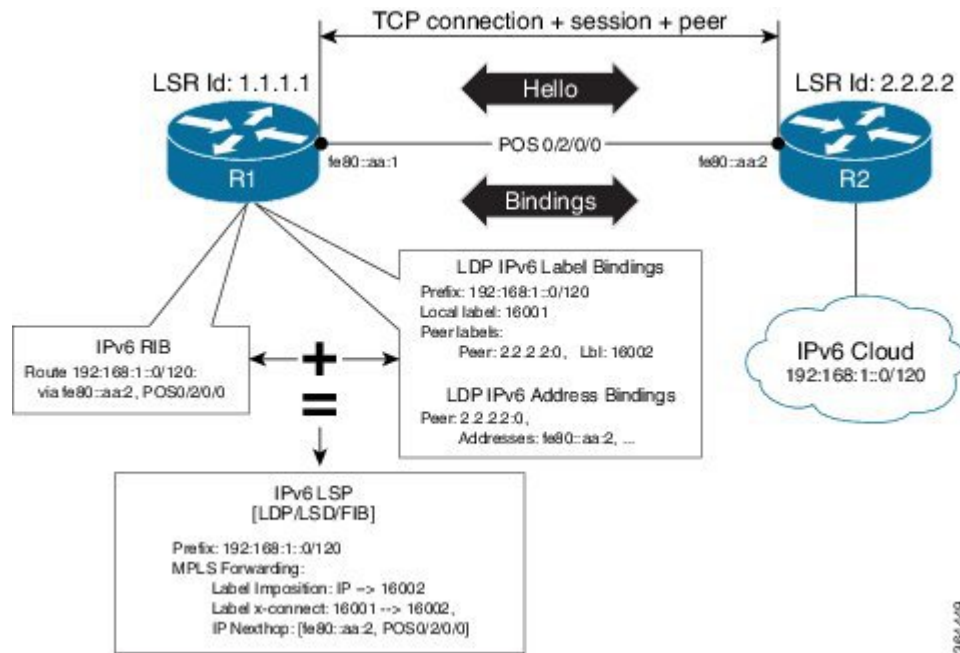 TCP connection + session + peer
LSR Id: 1.1.1.1
LSR Id: 2.2.2.2
Hello
POS 0/2/0/0
fe80::aa:1
fe80::aa:2
R1
R2
Bindings
LDP IPv6 Label Bindings
Prefix: 192:168:1::0/120
Local label: 16001
Peer labels:
Peer: 2.2.2.2:0, Lbl: 16002
LDP IPv6 Address Bindings
Peer: 2.2.2.2:0,
Addresses: fe80::aa:2, ...
IPv6 RIB
Route 192:168:1::0/120:
via fe80::aa:2, POS0/2/0/0
+
=
IPv6 Cloud
192:168:1::0/120
IPv6 LSP
[LDP/LSD/FIB]
Prefix: 192:168:1::0/120
MPLS Forwarding:
Label Imposition: IP --> 16002
Label x-connect: 16001 --> 16002,
IP Nexthop: [fe80::aa:2, POS0/2/0/0]